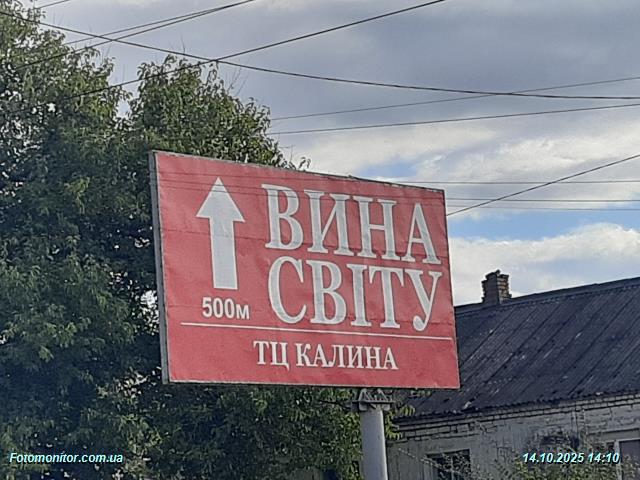 ВИНА
СВІТУ
500м
ТЦ КАЛИНА
Fotomonitor.com.ua
14.10.2025 14:10